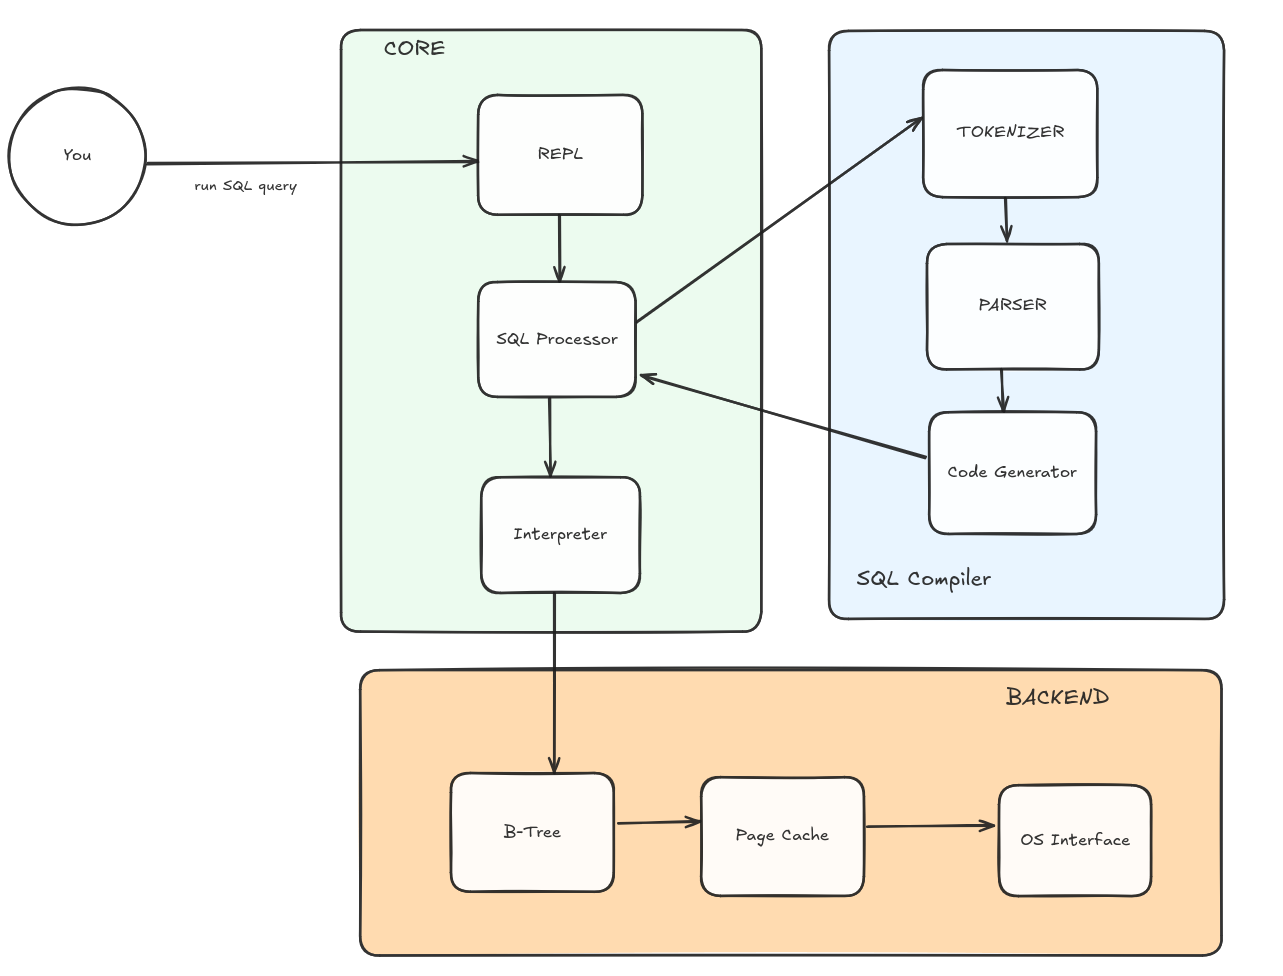 CORE
You
run SQL query
REPL
SQL Processor
Interpreter
TOKENIZER
PARSER
Code Generator
SQL Compiler
BACKEND
B-Tree
Page Cache
OS Interface